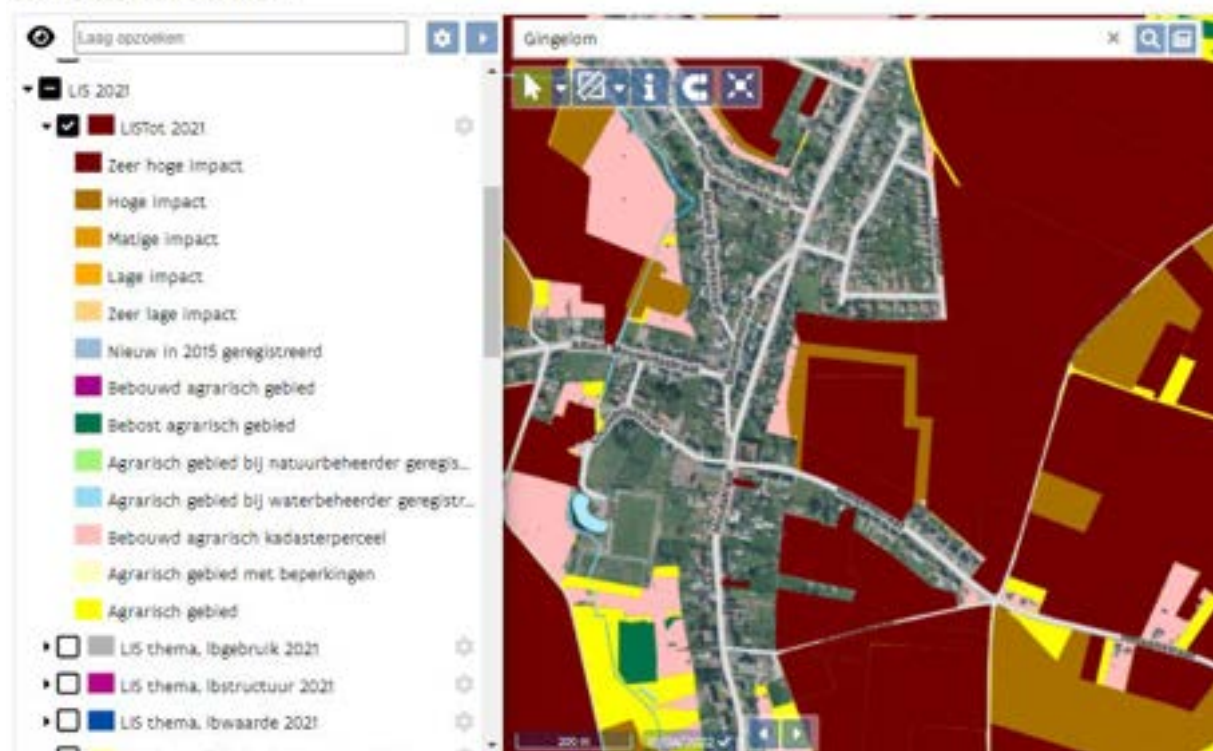 Laag opzoeken
Gingelom
LIS 2021
LISTot 2021
Zeer hoge impact
Hoge impact
Matige impact
Lage impact
Zeer lage impact
Nieuw in 2015 geregistreerd
Bebouwd agrarisch gebied
Bebost agrarisch gebied
Agrarisch gebied bij natuurbeheerder geregis...
Agrarisch gebied bij waterbeheerder geregistr...
Bebouwd agrarisch kadasterperceel
Agrarisch gebied met beperkingen
Agrarisch gebied
LIS thema, lbgebruik 2021
LIS thema, lbstructuur 2021
LIS thema, lbwaarde 2021
200 m